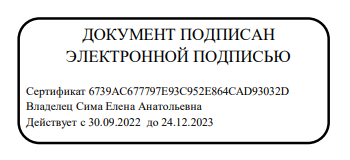 ДОКУМЕНТ ПОДПИСАН
ЭЛЕКТРОННОЙ ПОДПИСЬЮ
Сертификат 6739AC677797E93C952E864CAD93032D
Владелец Сима Елена Анатольевна
Действует с 30.09.2022 до 24.12.2023